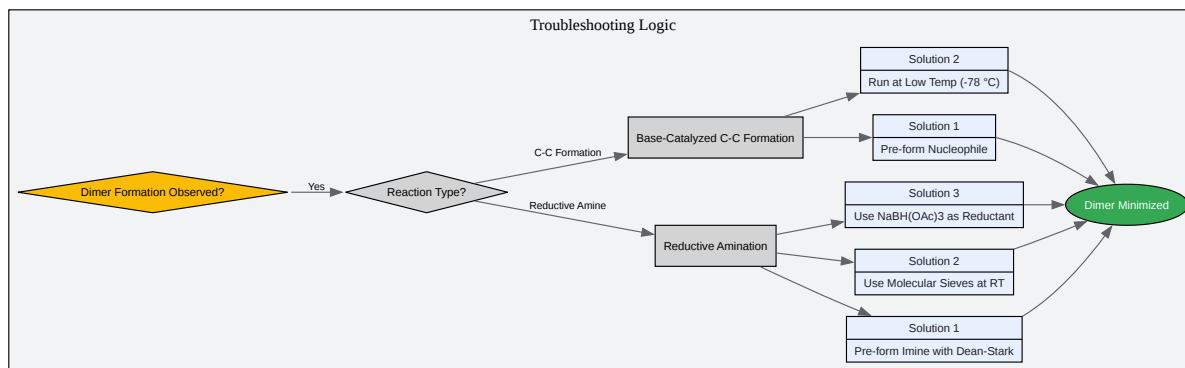 Troubleshooting Logic
Dimer Formation Observed?
Yes
Reaction Type?
C-C Formation
Reductive Amine
Base-Catalyzed C-C Formation
Reductive Amination
Solution 2
Run at Low Temp (-78 °C)
Solution 1
Pre-form Nucleophile
Solution 3
Use NaBH(OAc)3 as Reductant
Solution 2
Use Molecular Sieves at RT
Solution 1
Pre-form Imine with Dean-Stark
Dimer Minimized